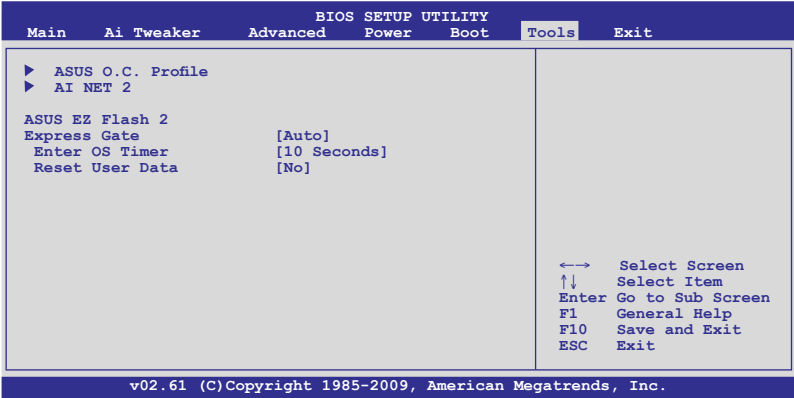 BIOS SETUP UTILITY
Main Ai Tweaker Advanced Power Boot Tools Exit
ASUS O.C. Profile
AI NET 2
ASUS EZ Flash 2
Express Gate [Auto]
Enter OS Timer [10 Seconds]
Reset User Data [No]
←→ Select Screen
↑↓ Select Item
Enter Go to Sub Screen
F1 General Help
F10 Save and Exit
ESC Exit
v02.61 (C)Copyright 1985-2009, American Megatrends, Inc.